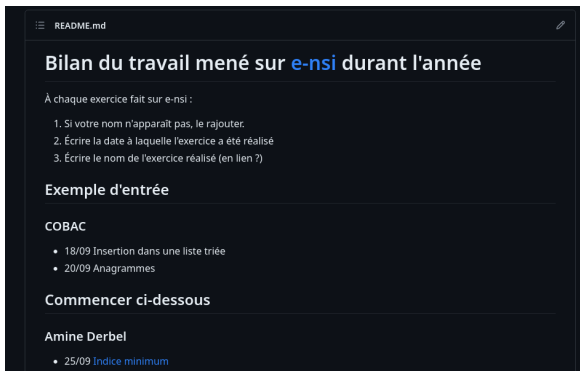 README.md
Bilan du travail mené sur e-nsi durant l'année
À chaque exercice fait sur e-nsi :
1. Si votre nom n'apparaît pas, le rajouter.
2. Écrire la date à laquelle l'exercice a été réalisé
3. Écrire le nom de l'exercice réalisé (en lien ?)
Exemple d'entrée
COBAC
• 18/09 Insertion dans une liste triée
• 20/09 Anagrammes
Commencer ci-dessous
Amine Derbel
• 25/09 Indice minimum